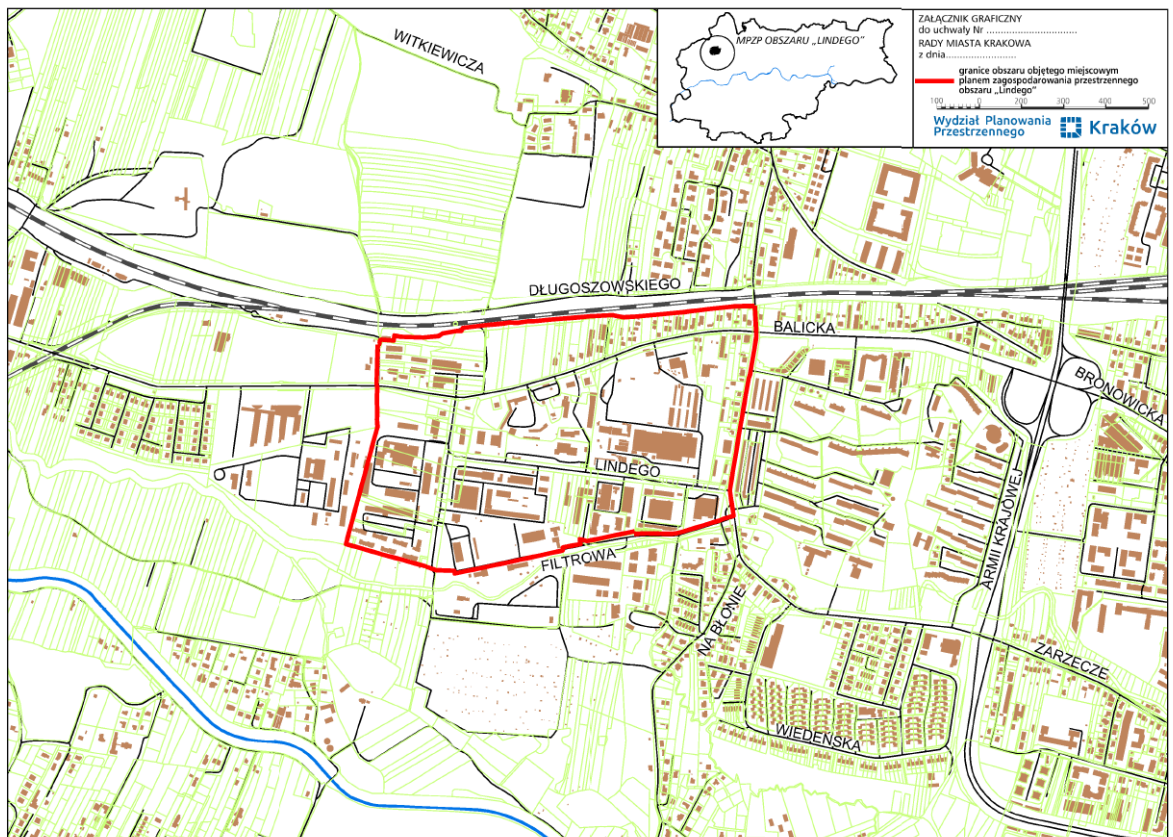 MPZP OBSZARU „LINDEGO”
ZAŁĄCZNIK GRAFICZNY
do uchwały Nr ................................
RADY MIASTA KRAKOWA
z dnia........................
granice obszaru objętego miejscowym
planem zagospodarowania przestrzennego
obszaru „Lindego”
100 0 100 200 300 400 500
Wydział Planowania
Przestrzennego
Kraków
WITKIEWICZA
DŁUGOSZOWSKIEGO
BALICKA
BRONOWICKA
LINDEGO
ARMII KRAJOWEJ
FILTROWA
NA BŁONIE
ZARZECZE
WIEDEŃSKA